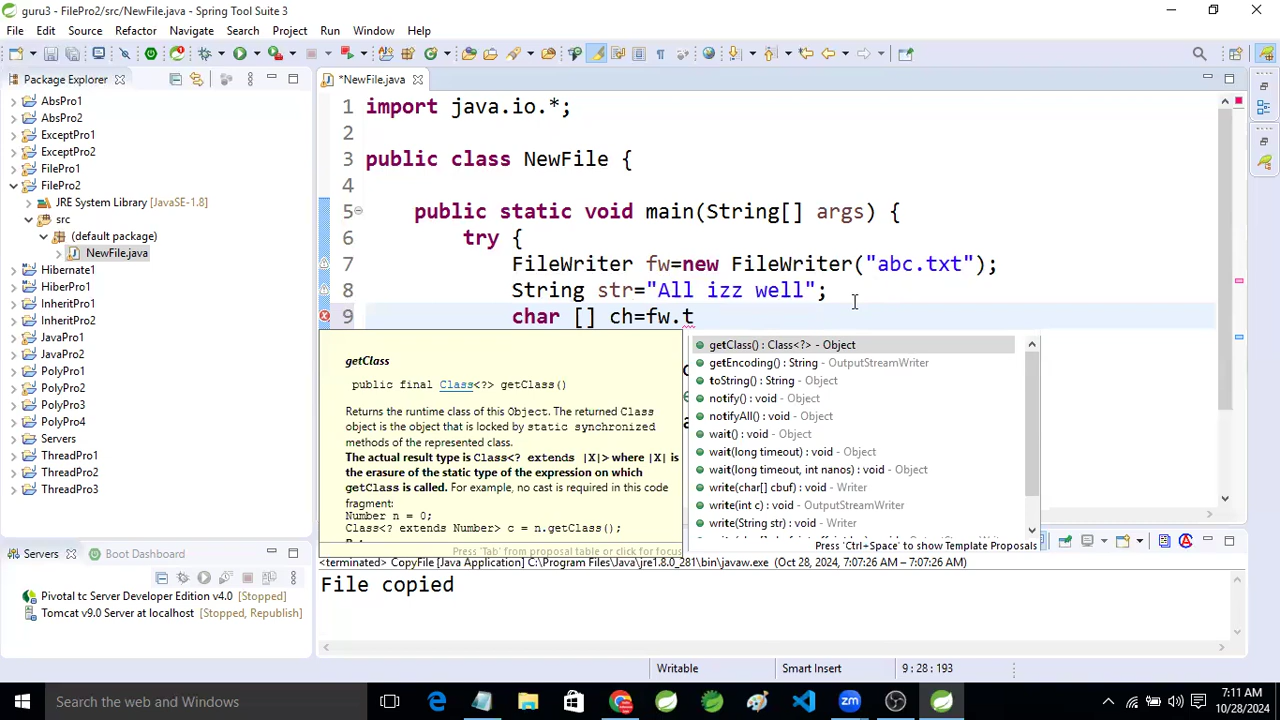 guru3 - FilePro2/src/NewFile.java - Spring Tool Suite 3
File Edit Source Refactor Navigate Search Project Run Window Help
Package Explorer
*NewFile.java
AbsPro1
AbsPro2
ExceptPro1
ExceptPro2
FilePro1
FilePro2
JRE System Library [JavaSE-1.8]
src
(default package)
NewFile.java
Hibernate1
HiberPro1
InheritPro1
InheritPro2
JavaPro1
JavaPro2
PolyPro1
PolyPro2
PolyPro3
PolyPro4
Servers
ThreadPro1
ThreadPro2
ThreadPro3
1 import java.io.*;
2
3 public class NewFile {
4
5 public static void main(String[] args) {
6 try {
7 FileWriter fw=new FileWriter("abc.txt");
8 String str="All izz well";
9 char [] ch=fw.t
getClass
public final Class<?> getClass()
Returns the runtime class of this Object. The returned Class
object is the object that is locked by static synchronized
methods of the represented class.
The actual result type is Class<? extends |X|> where |X| is
the erasure of the static type of the expression on which
getClass is called. For example, no cast is required in this code
fragment:
Number n = 0;
Class<? extends Number> c = n.getClass();
Press 'Tab' from proposal table or click for focus
getClass() : Class<?> - Object
getEncoding() : String - OutputStreamWriter
toString() : String - Object
notify() : void - Object
notifyAll() : void - Object
wait() : void - Object
wait(long timeout) : void - Object
wait(long timeout, int nanos) : void - Object
write(char[] cbuf) : void - Writer
write(int c) : void - OutputStreamWriter
write(String str) : void - Writer
Press 'Ctrl+Space' to show Template Proposals
Servers Boot Dashboard
Pivotal tc Server Developer Edition v4.0 [Stopped]
Tomcat v9.0 Server at localhost [Stopped, Republish]
<terminated> CopyFile [Java Application] C:\Program Files\Java\jre1.8.0_281\bin\javaw.exe (Oct 28, 2024, 7:07:26 AM – 7:07:26 AM)
File copied
Writable Smart Insert 9 : 28 : 193
Search the web and Windows
zm
7:11 AM
10/28/2024